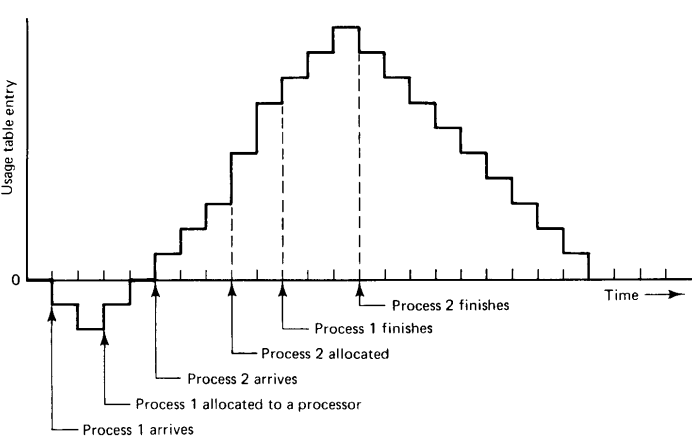 Usage table entry
0
Time
Process 2 finishes
Process 1 finishes
Process 2 allocated
Process 2 arrives
Process 1 allocated to a processor
Process 1 arrives